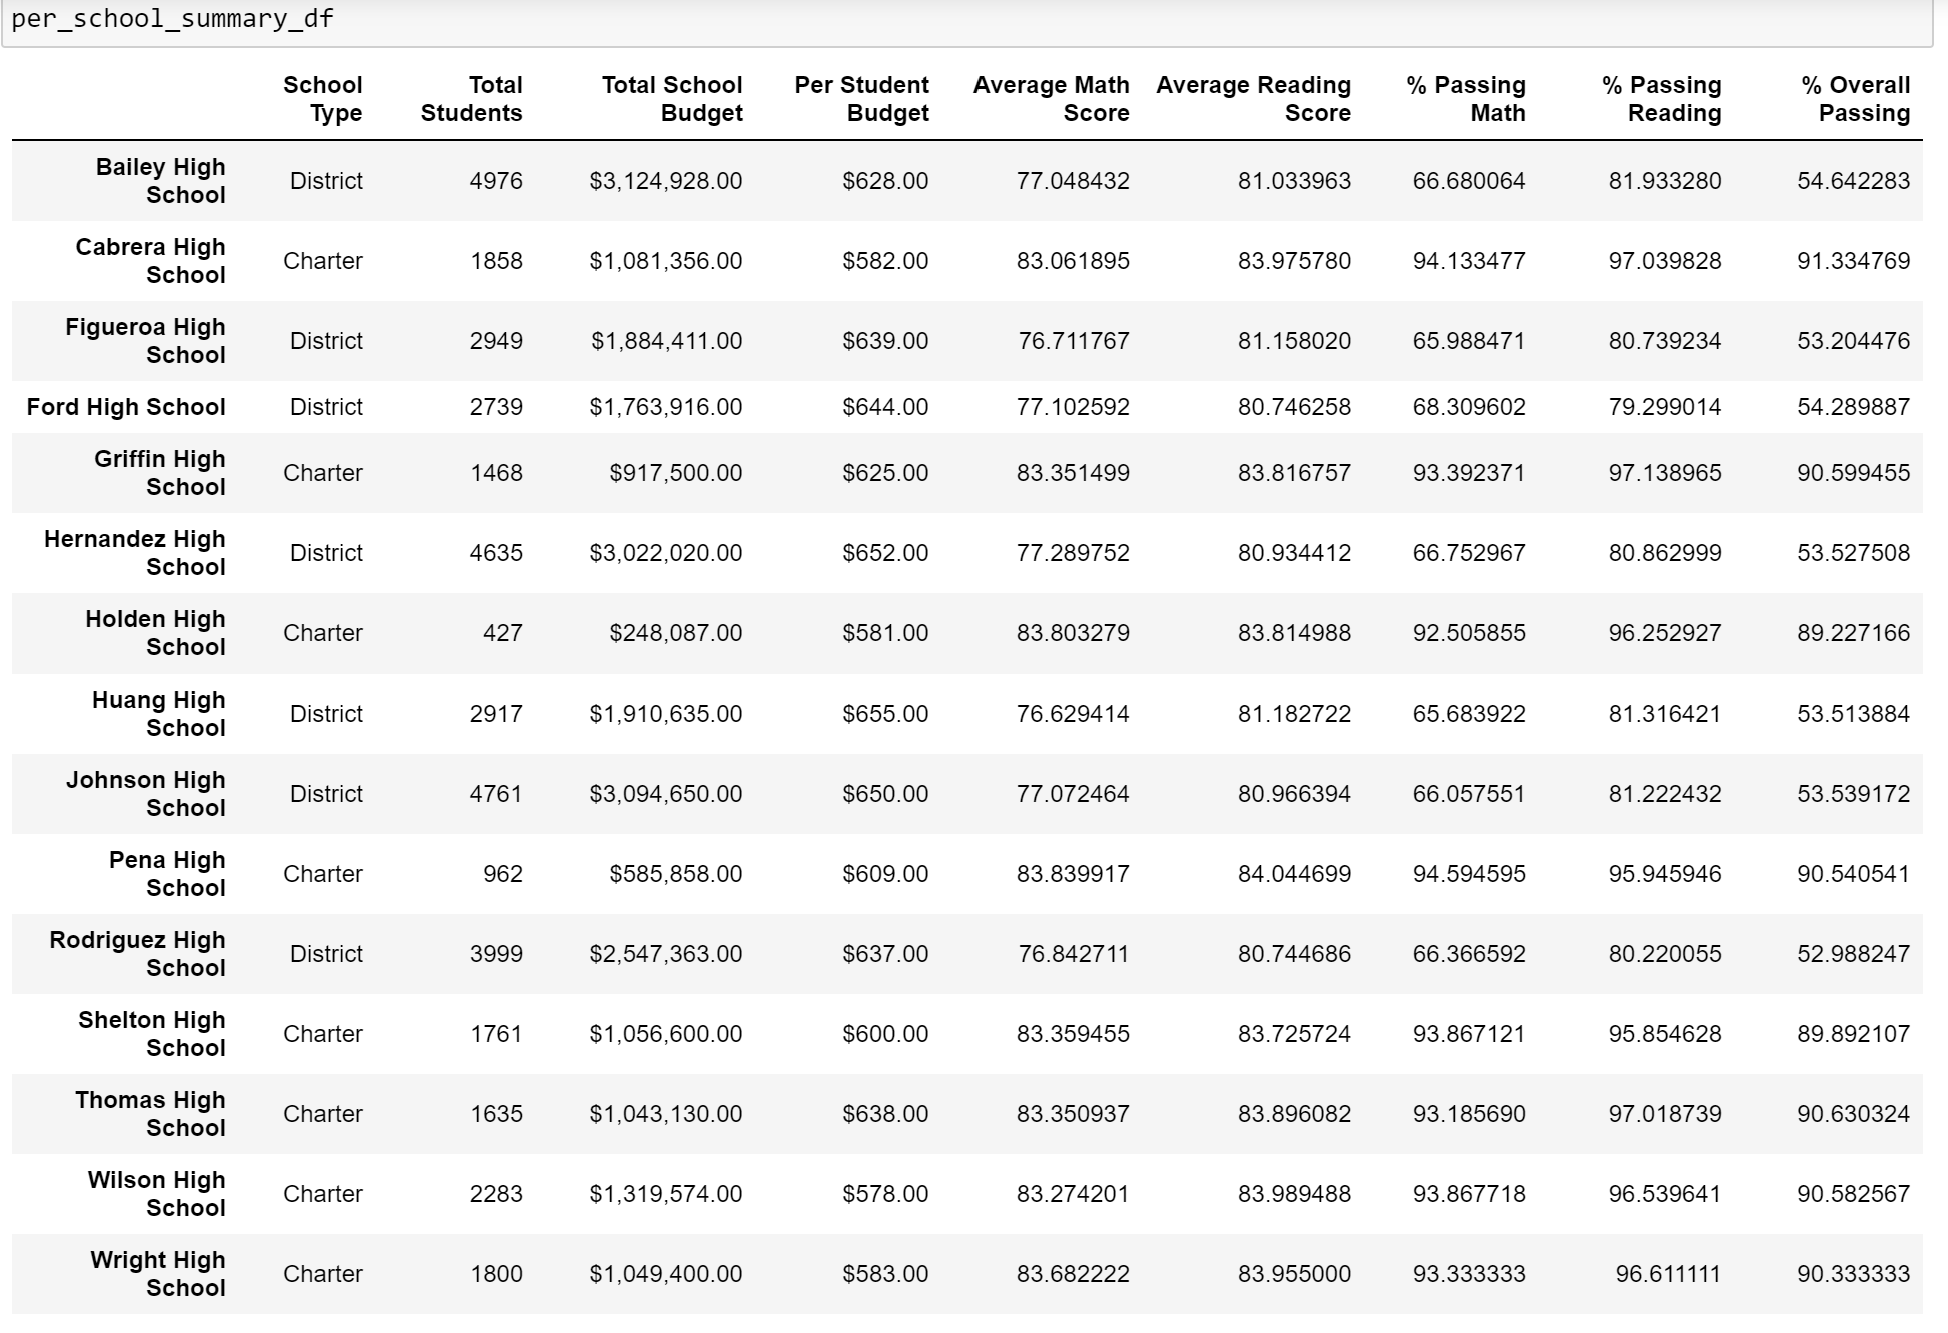 per_school_summary_df
School Type Total Students Total School Budget Per Student Budget Average Math Score Average Reading Score % Passing Math % Passing Reading % Overall Passing
Bailey High School District 4976 $3,124,928.00 $628.00 77.048432 81.033963 66.680064 81.933280 54.642283
Cabrera High School Charter 1858 $1,081,356.00 $582.00 83.061895 83.975780 94.133477 97.039828 91.334769
Figueroa High School District 2949 $1,884,411.00 $639.00 76.711767 81.158020 65.988471 80.739234 53.204476
Ford High School District 2739 $1,763,916.00 $644.00 77.102592 80.746258 68.309602 79.299014 54.289887
Griffin High School Charter 1468 $917,500.00 $625.00 83.351499 83.816757 93.392371 97.138965 90.599455
Hernandez High School District 4635 $3,022,020.00 $652.00 77.289752 80.934412 66.752967 80.862999 53.527508
Holden High School Charter 427 $248,087.00 $581.00 83.803279 83.814988 92.505855 96.252927 89.227166
Huang High School District 2917 $1,910,635.00 $655.00 76.629414 81.182722 65.683922 81.316421 53.513884
Johnson High School District 4761 $3,094,650.00 $650.00 77.072464 80.966394 66.057551 81.222432 53.539172
Pena High School Charter 962 $585,858.00 $609.00 83.839917 84.044699 94.594595 95.945946 90.540541
Rodriguez High School District 3999 $2,547,363.00 $637.00 76.842711 80.744686 66.366592 80.220055 52.988247
Shelton High School Charter 1761 $1,056,600.00 $600.00 83.359455 83.725724 93.867121 95.854628 89.892107
Thomas High School Charter 1635 $1,043,130.00 $638.00 83.350937 83.896082 93.185690 97.018739 90.630324
Wilson High School Charter 2283 $1,319,574.00 $578.00 83.274201 83.989488 93.867718 96.539641 90.582567
Wright High School Charter 1800 $1,049,400.00 $583.00 83.682222 83.955000 93.333333 96.611111 90.333333